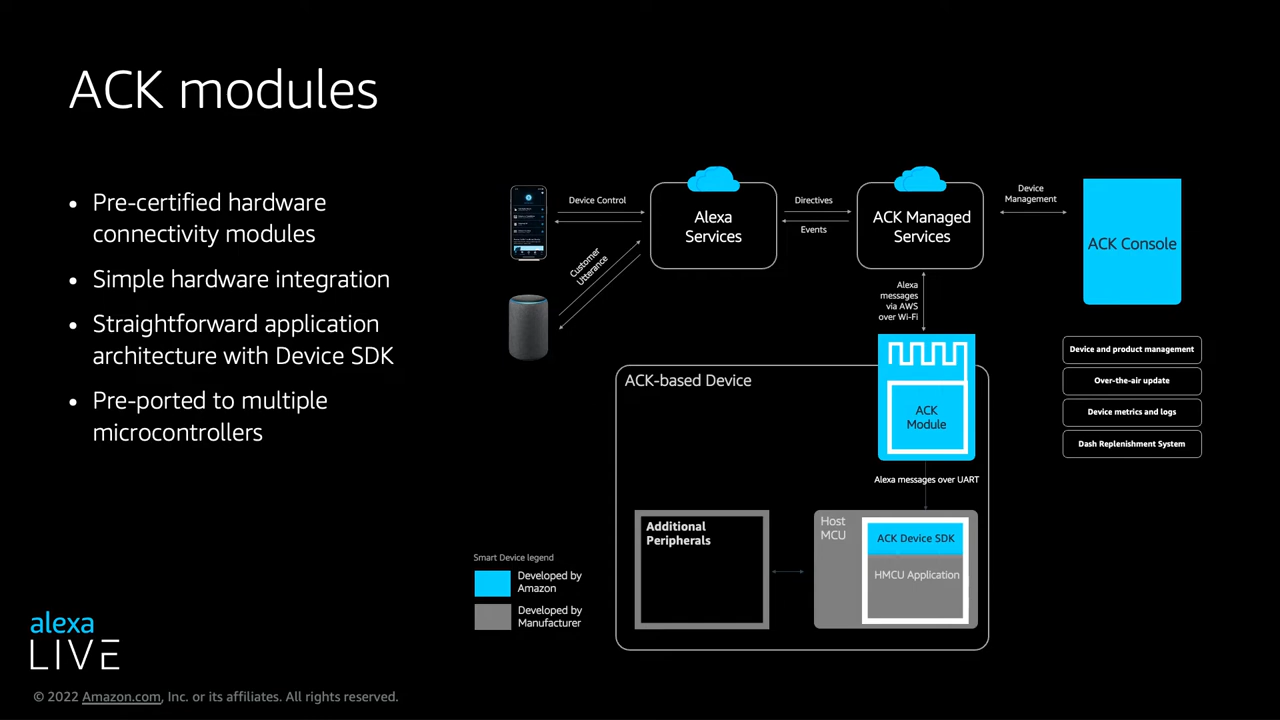 ACK modules
• Pre-certified hardware
connectivity modules
• Simple hardware integration
• Straightforward application
architecture with Device SDK
• Pre-ported to multiple
microcontrollers
Device Control
Customer
Utterance
Alexa
Services
Directives
Events
ACK Managed
Services
Device
Management
ACK Console
Alexa
messages
via AWS
over Wi-Fi
Device and product management
Over-the-air update
Device metrics and logs
Dash Replenishment System
ACK-based Device
ACK
Module
Alexa messages over UART
Additional
Peripherals
Host
MCU
ACK Device SDK
HMCU Application
Smart Device legend
Developed by
Amazon
Developed by
Manufacturer
alexa
LIVE
© 2022 Amazon.com, Inc. or its affiliates. All rights reserved.